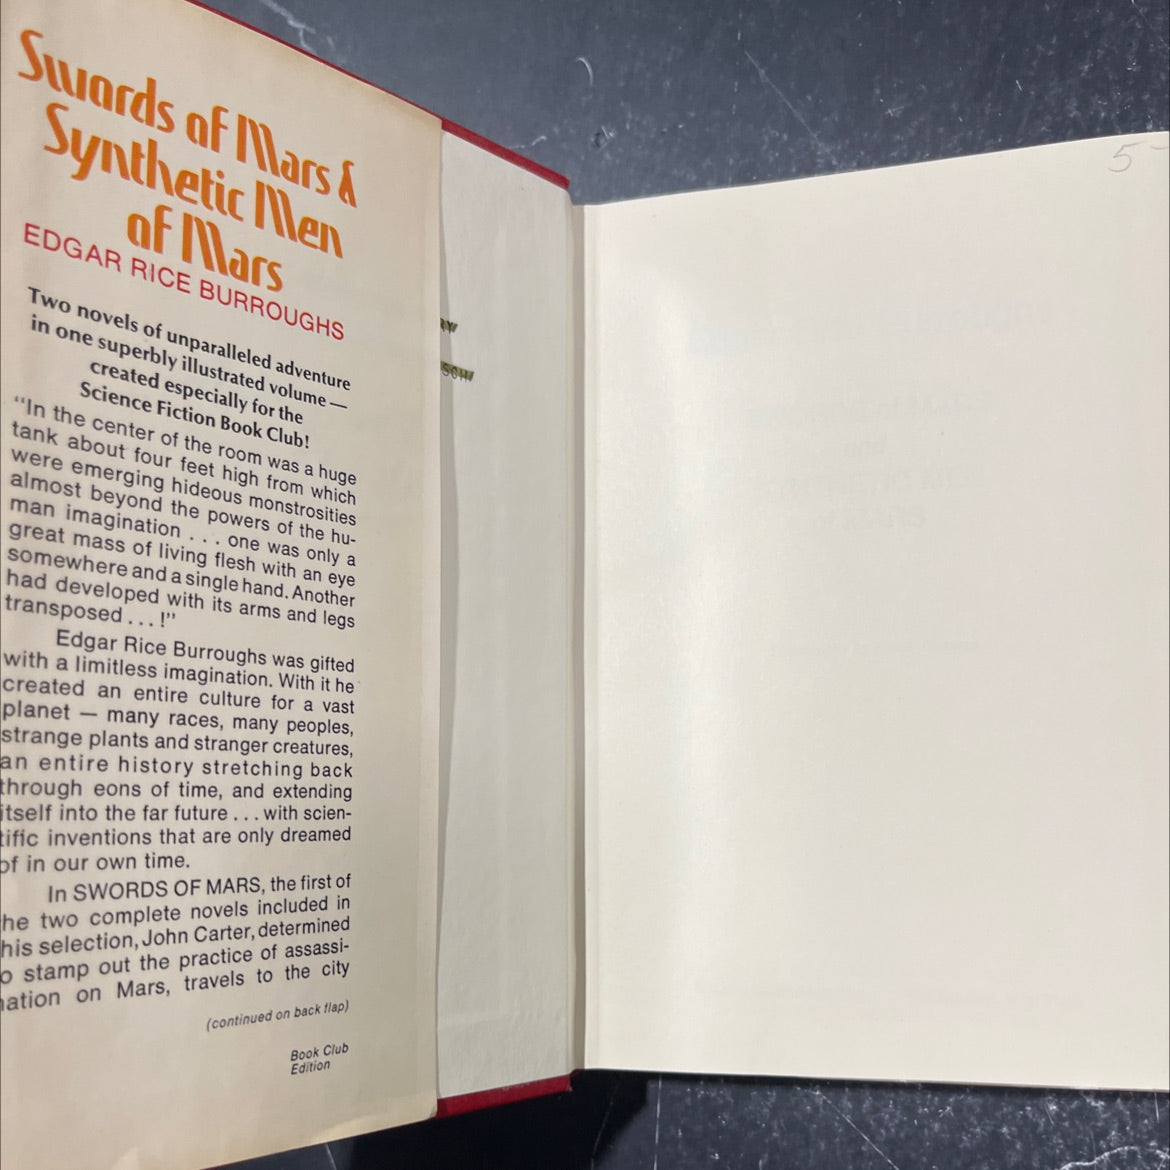 Swords of Mars &
Synthetic Men
of Mars
EDGAR RICE BURROUGHS
Two novels of unparalleled adventure
in one superbly illustrated volume —
created especially for the
Science Fiction Book Club!
"In the center of the room was a huge
tank about four feet high from which
were emerging hideous monstrosities
almost beyond the powers of the hu-
man imagination . . . one was only a
great mass of living flesh with an eye
somewhere and a single hand. Another
had developed with its arms and legs
transposed . . . !"
Edgar Rice Burroughs was gifted
with a limitless imagination. With it he
created an entire culture for a vast
planet — many races, many peoples,
strange plants and stranger creatures,
an entire history stretching back
through eons of time, and extending
itself into the far future . . . with scien-
tific inventions that are only dreamed
of in our own time.
In SWORDS OF MARS, the first of
he two complete novels included in
his selection, John Carter, determined
o stamp out the practice of assassi-
nation on Mars, travels to the city
(continued on back flap)
Book Club
Edition
RY
SCH
5-